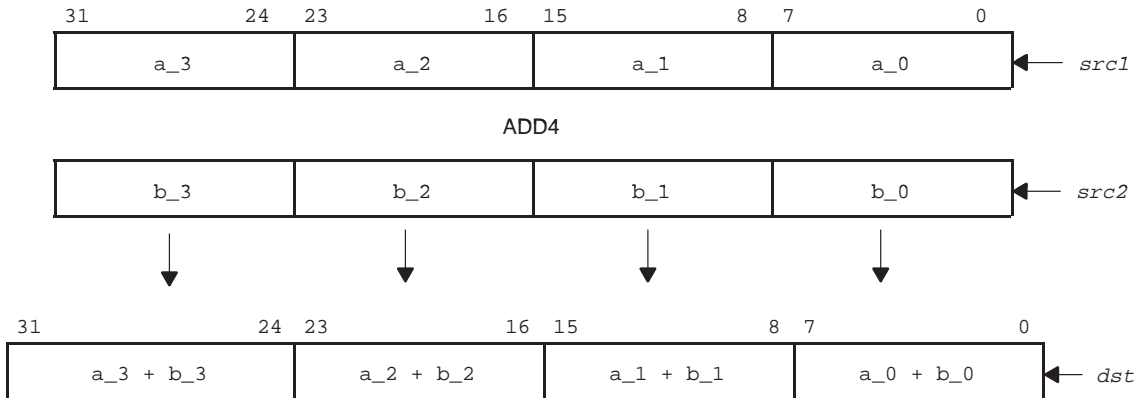 31 24 23 16 15 8 7 0
a_3 a_2 a_1 a_0 src1
ADD4
b_3 b_2 b_1 b_0 src2
31 24 23 16 15 8 7 0
a_3 + b_3 a_2 + b_2 a_1 + b_1 a_0 + b_0 dst